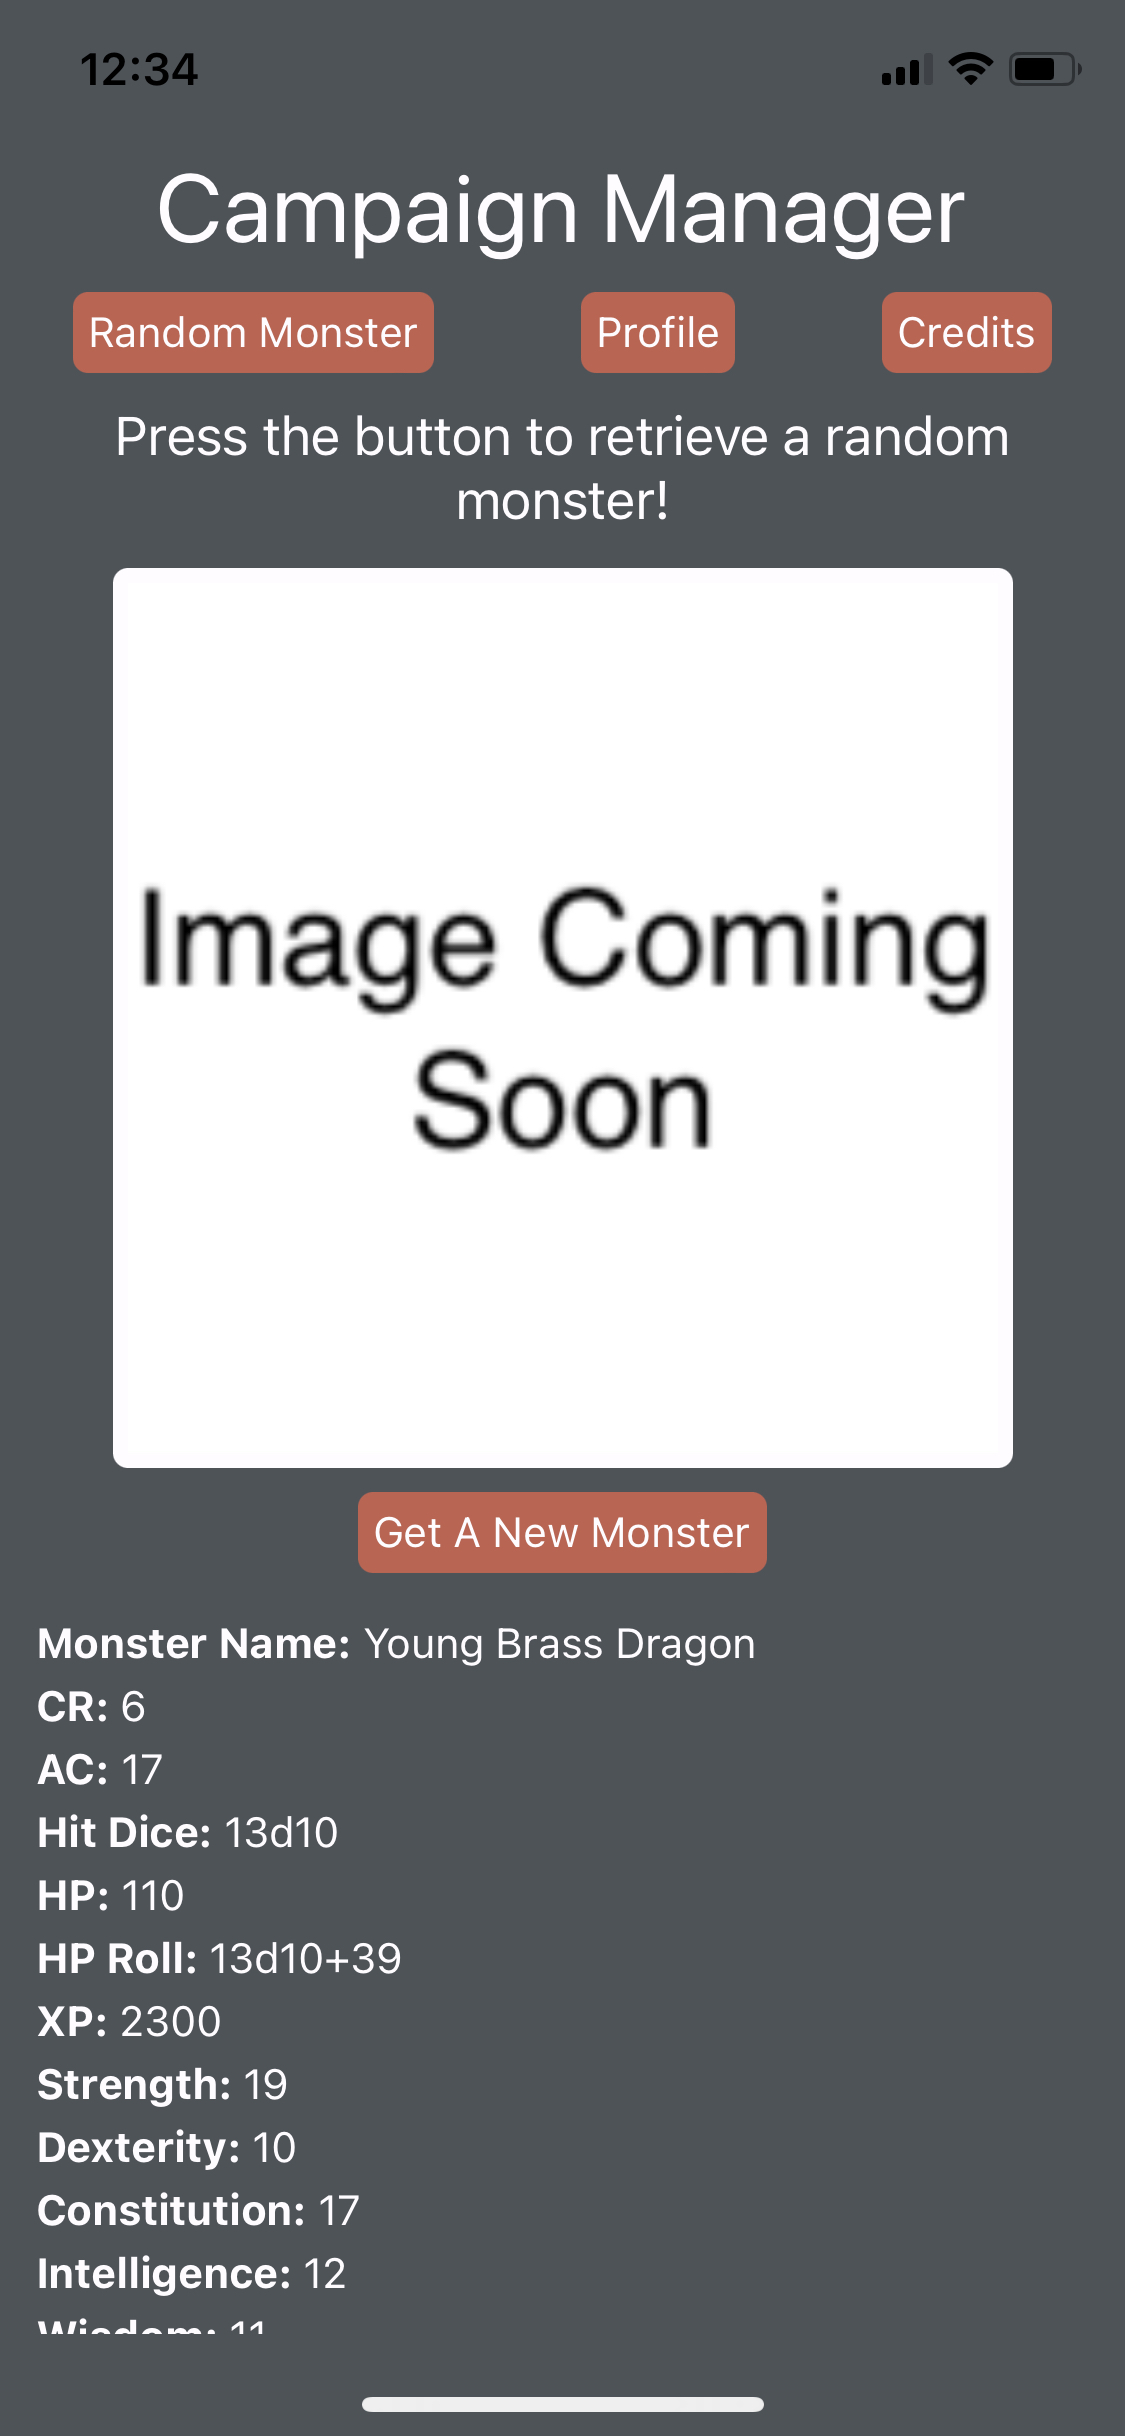 12:34
Campaign Manager
Random Monster Profile Credits
Press the button to retrieve a random
monster!
Image Coming
Soon
Get A New Monster
Monster Name: Young Brass Dragon
CR: 6
AC: 17
Hit Dice: 13d10
HP: 110
HP Roll: 13d10+39
XP: 2300
Strength: 19
Dexterity: 10
Constitution: 17
Intelligence: 12
Wisdom: 11